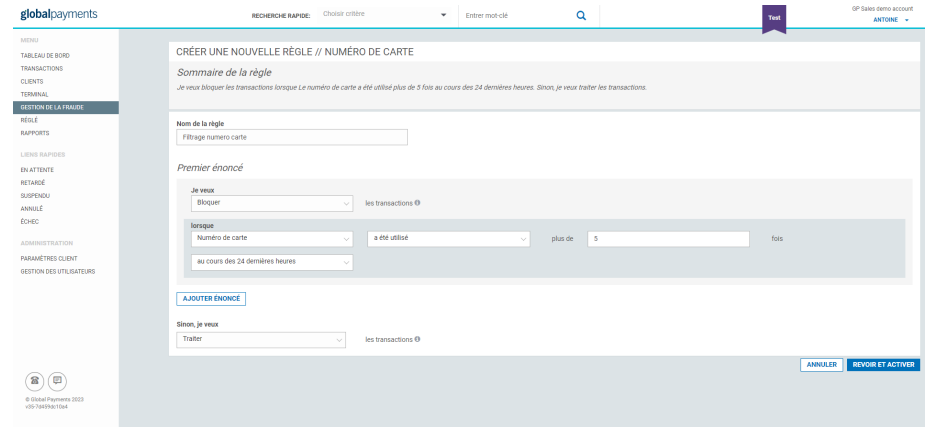 globalpayments
RECHERCHE RAPIDE: Choisir critère Entrer mot-clé
Test
GP Sales demo account
ANTOINE
MENU
TABLEAU DE BORD
TRANSACTIONS
CLIENTS
TERMINAL
GESTION DE LA FRAUDE
RÉGLÉ
RAPPORTS
LIENS RAPIDES
EN ATTENTE
RETARDÉ
SUSPENDU
ANNULÉ
ÉCHEC
ADMINISTRATION
PARAMÈTRES CLIENT
GESTION DES UTILISATEURS
© Global Payments 2023
v35-7d459dc10a4
CRÉER UNE NOUVELLE RÈGLE // NUMÉRO DE CARTE
Sommaire de la règle
Je veux bloquer les transactions lorsque Le numéro de carte a été utilisé plus de 5 fois au cours des 24 dernières heures. Sinon, je veux traiter les transactions.
Nom de la règle
Filtrage numero carte
Premier énoncé
Je veux
Bloquer les transactions
lorsque
Numéro de carte a été utilisé plus de 5 fois
au cours des 24 dernières heures
AJOUTER ÉNONCÉ
Sinon, je veux
Traiter les transactions
ANNULER REVOIR ET ACTIVER